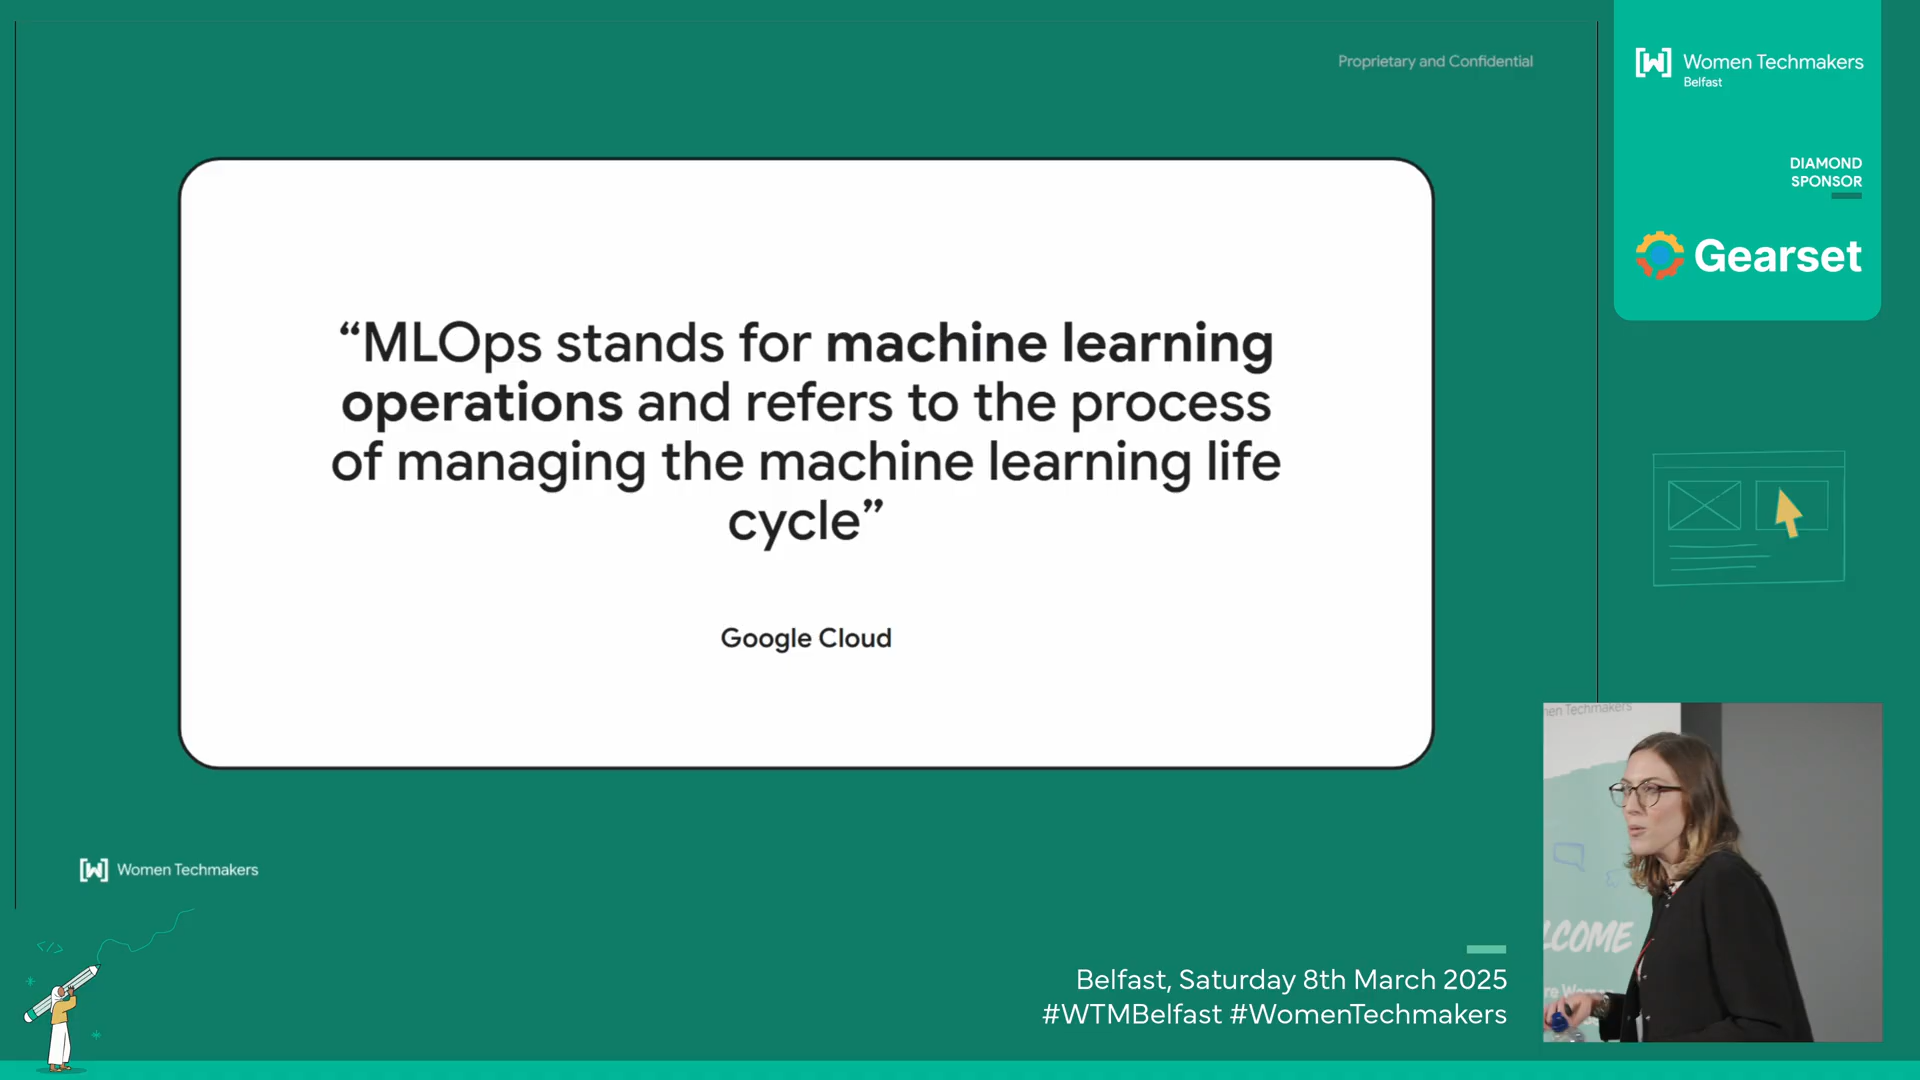 Proprietary and Confidential
“MLOps stands for machine learning
operations and refers to the process
of managing the machine learning life
cycle”
Google Cloud
Women Techmakers
Belfast, Saturday 8th March 2025
#WTMBelfast #WomenTechmakers
Women Techmakers
Belfast
DIAMOND
SPONSOR
Gearset
Techmakers